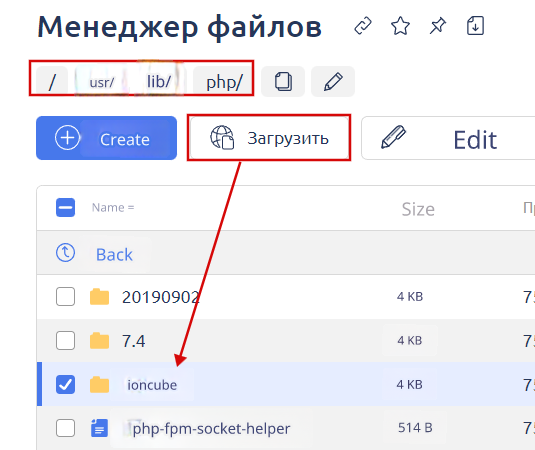 Менеджер файлов
/ usr/ lib/ php/
Create Загрузить Edit
Name = Size
Back
20190902 4 KB 75
7.4 4 KB 75
ioncube 4 KB 75
php-fpm-socket-helper 514 B 75